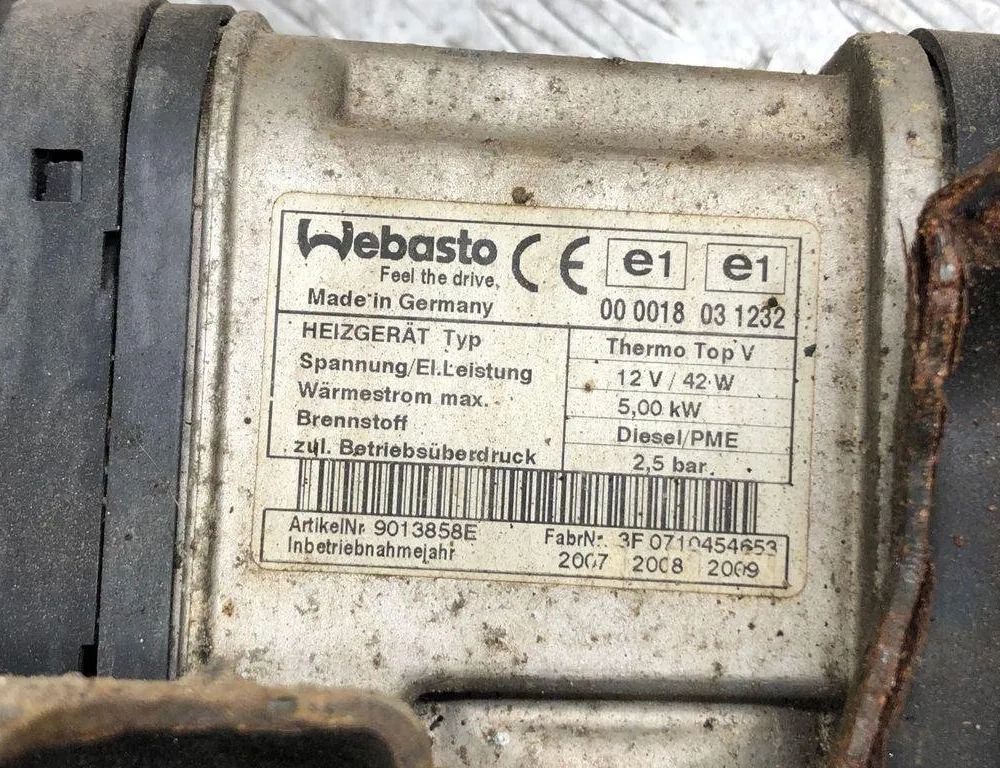 Webasto CE e1 e1
Feel the drive.
Made in Germany 00 0018 03 1232
HEIZGERÄT Typ Thermo Top V
Spannung/El.Leistung 12 V / 42 W
Wärmestrom max. 5,00 kW
Brennstoff Diesel/PME
zul. Betriebsüberdruck 2,5 bar
ArtikelNr 9013858E FabrNr. 3F 0710454653
Inbetriebnahmejahr 2007 2008 2009